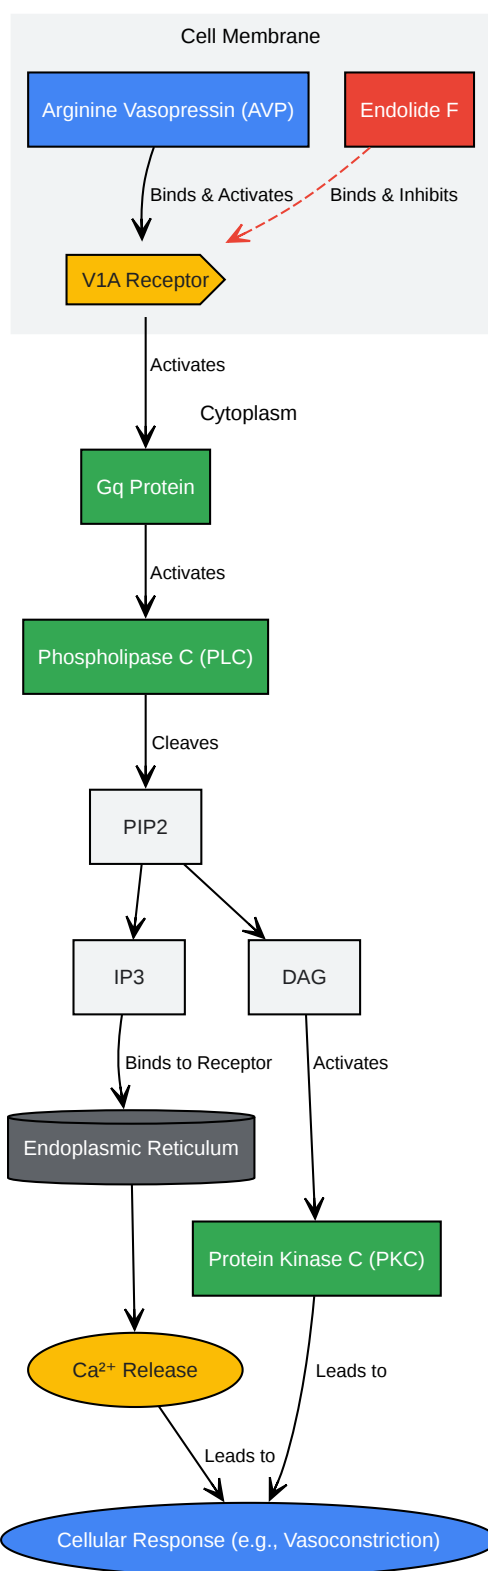 Cell Membrane
Arginine Vasopressin (AVP)
Endolide F
Binds & Activates
Binds & Inhibits
V1A Receptor
Activates
Cytoplasm
Gq Protein
Activates
Phospholipase C (PLC)
Cleaves
PIP2
IP3
DAG
Binds to Receptor
Activates
Endoplasmic Reticulum
Protein Kinase C (PKC)
Ca²⁺ Release
Leads to
Leads to
Cellular Response (e.g., Vasoconstriction)